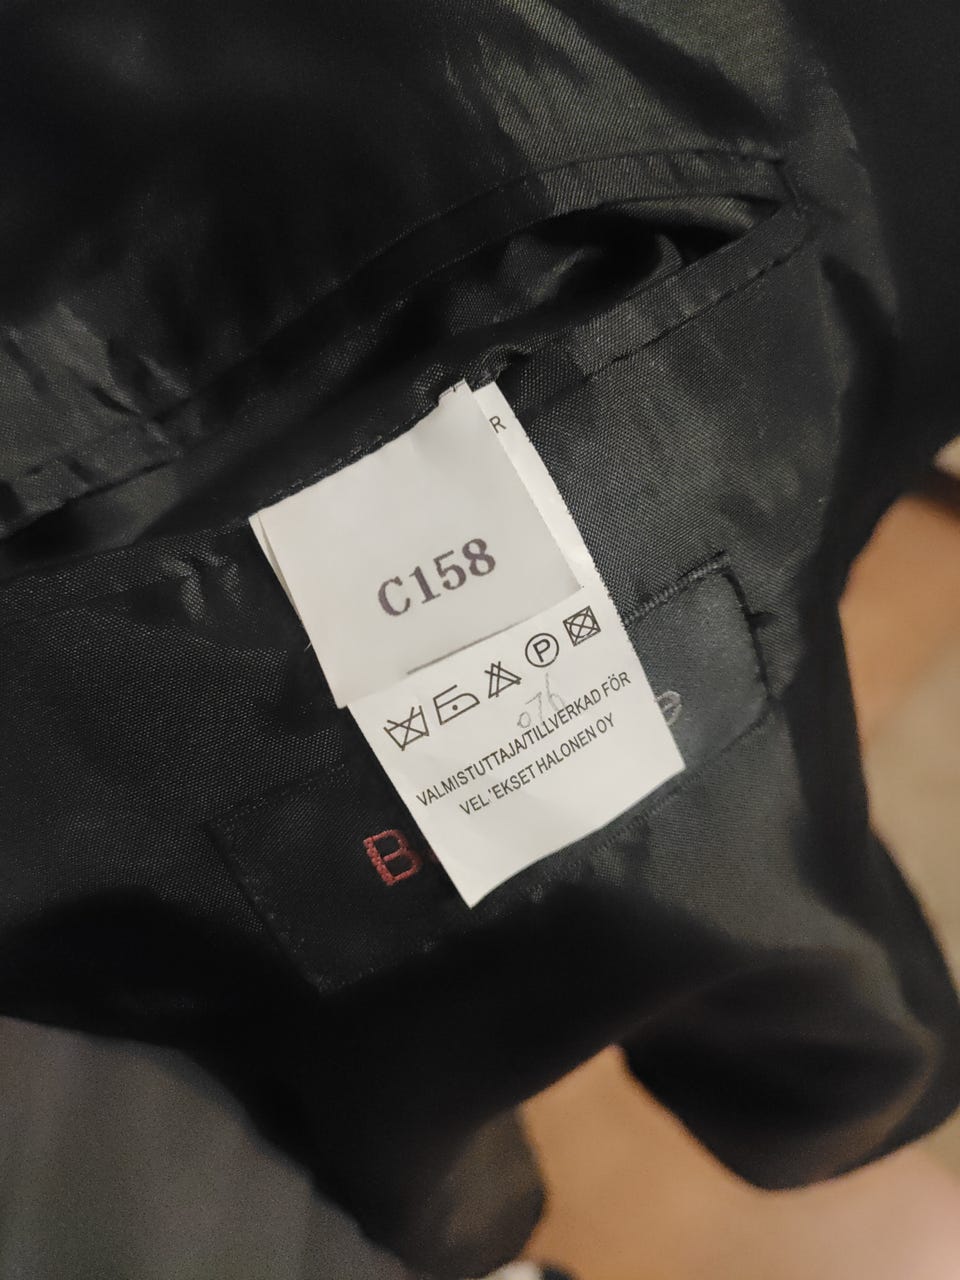 R
C158
P
076
VALMISTUTTAJA/TILLVERKAD FÖR
VEL.'EKSET HALONEN OY
B